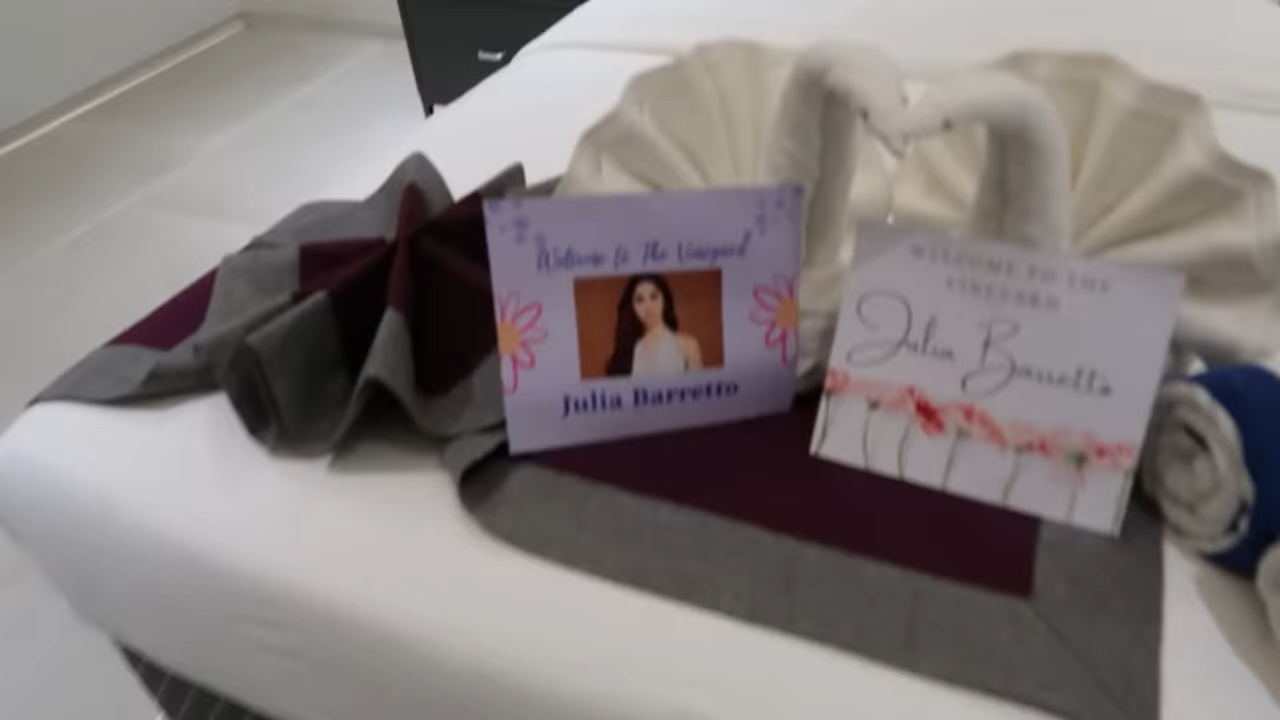 Welcome to The Vineyard
Julia Barretto
WELCOME TO THE
VINEYARD
Julia Barretto